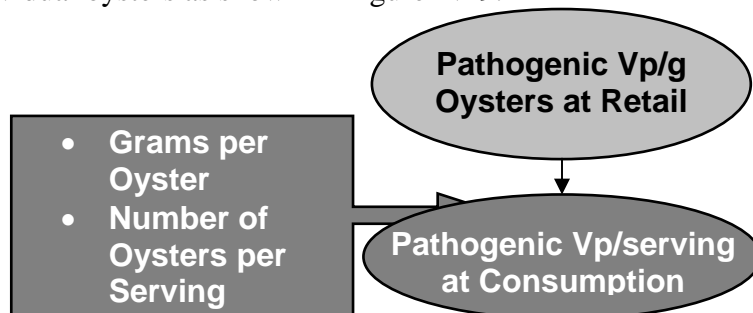 Pathogenic Vp/g
Oysters at Retail
• Grams per
Oyster
• Number of
Oysters per
Serving
Pathogenic Vp/serving
at Consumption